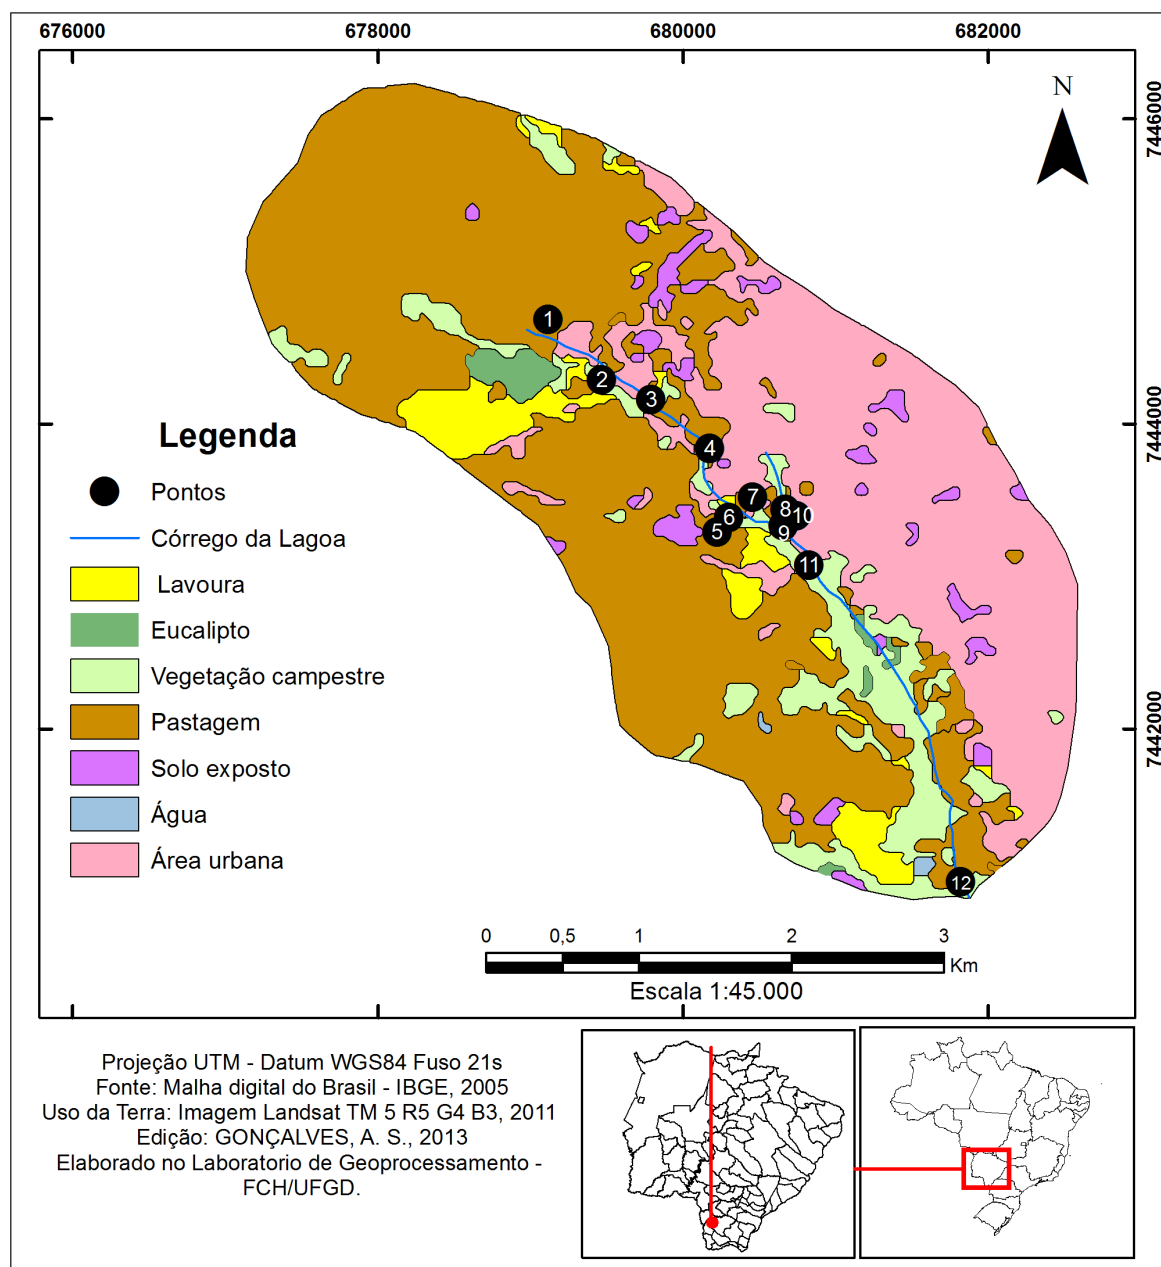 676000
678000
680000
682000
N
7446000
7444000
7442000
1
2
3
4
7
8
10
6
5
9
11
12
Legenda
Pontos
Córrego da Lagoa
Lavoura
Eucalipto
Vegetação campestre
Pastagem
Solo exposto
Água
Área urbana
0 0,5 1 2 3
Km
Escala 1:45.000
Projeção UTM - Datum WGS84 Fuso 21s
Fonte: Malha digital do Brasil - IBGE, 2005
Uso da Terra: Imagem Landsat TM 5 R5 G4 B3, 2011
Edição: GONÇALVES, A. S., 2013
Elaborado no Laboratorio de Geoprocessamento -
FCH/UFGD.